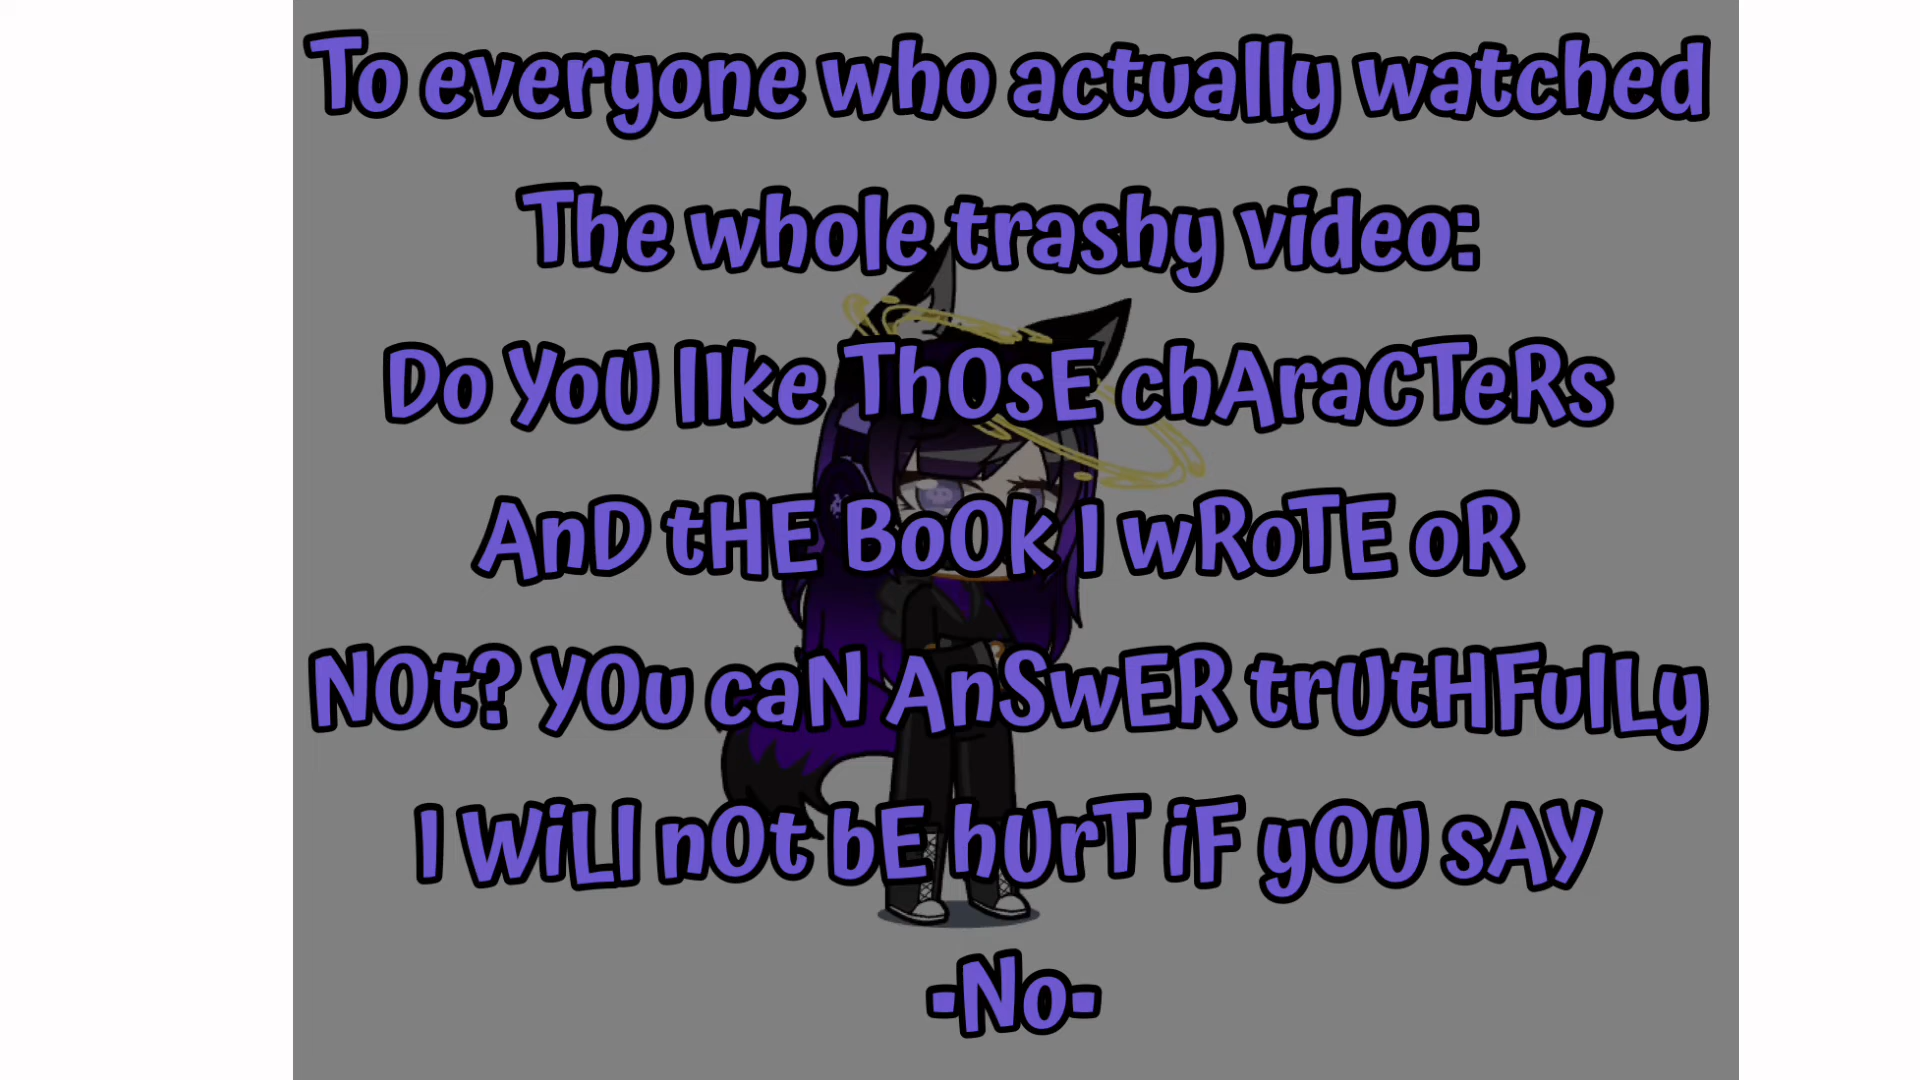 To everyone who actually watched
The whole trashy video:
Do YoU lIke ThOsE chAraCTeRs
AnD tHE BoOk I wRoTE oR
NOt? YOu caN AnSwER trUtHFulLy
I WiLl nOt bE hUrT iF yOU sAY
-No-